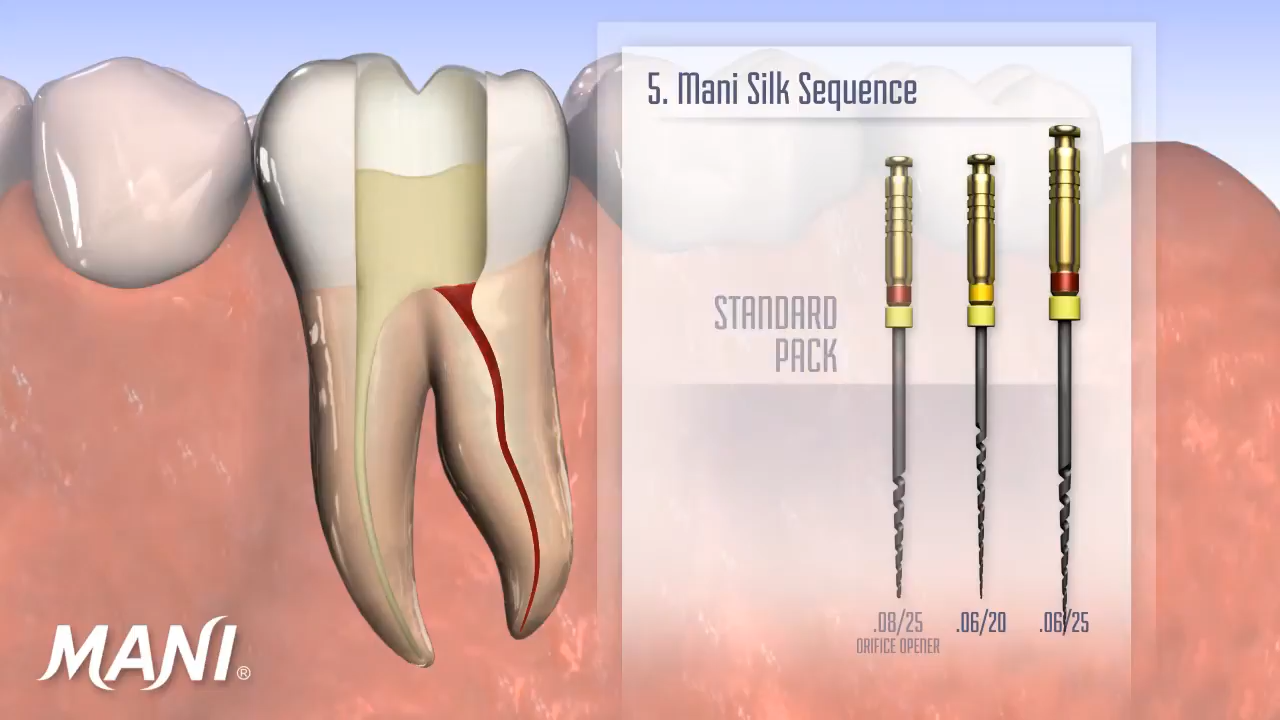 5. Mani Silk Sequence
STANDARD
PACK
.08/25 .06/20 .06/25
ORIFICE OPENER
MANI®